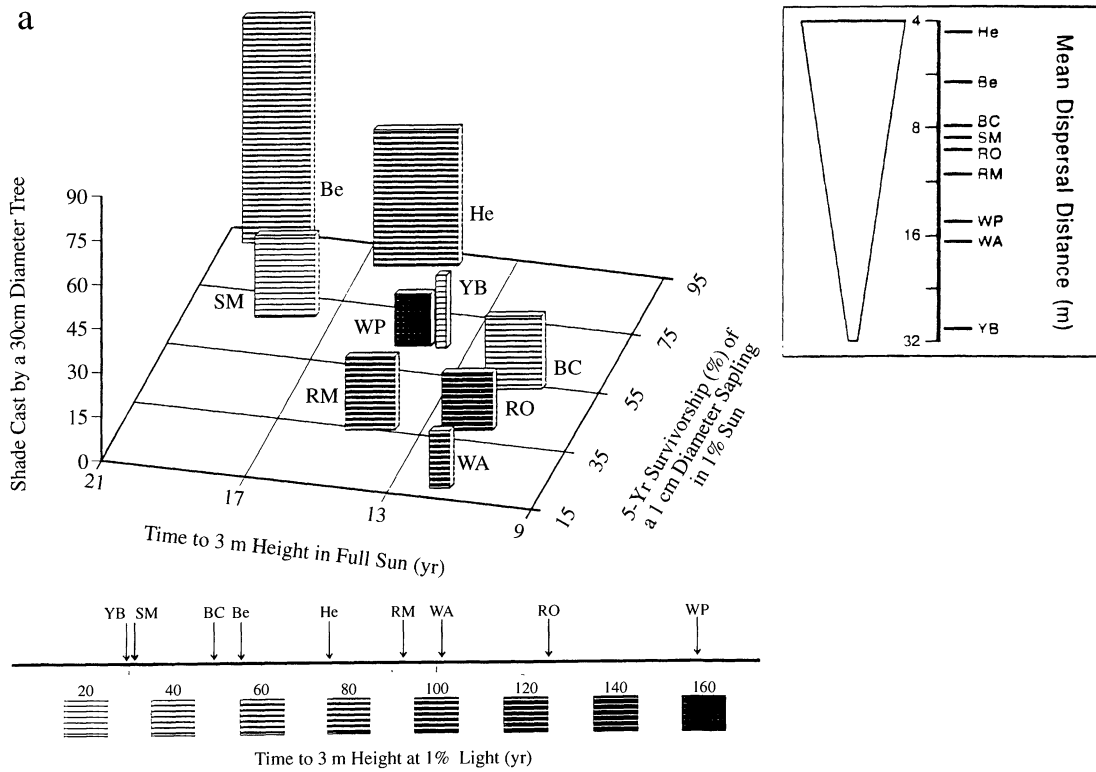 a
Shade Cast by a 30cm Diameter Tree
90
75
60
45
30
15
0
21
17
13
9
Time to 3 m Height in Full Sun (yr)
15
35
55
75
95
5-Yr Survivorship (%) of
a 1 cm Diameter Sapling
in 1% Sun
Be
He
SM
YB
WP
BC
RM
RO
WA
4
8
16
32
He
Be
BC
SM
RO
RM
WP
WA
YB
Mean Dispersal Distance (m)
YB SM BC Be He RM WA RO WP
20 40 60 80 100 120 140 160
Time to 3 m Height at 1% Light (yr)